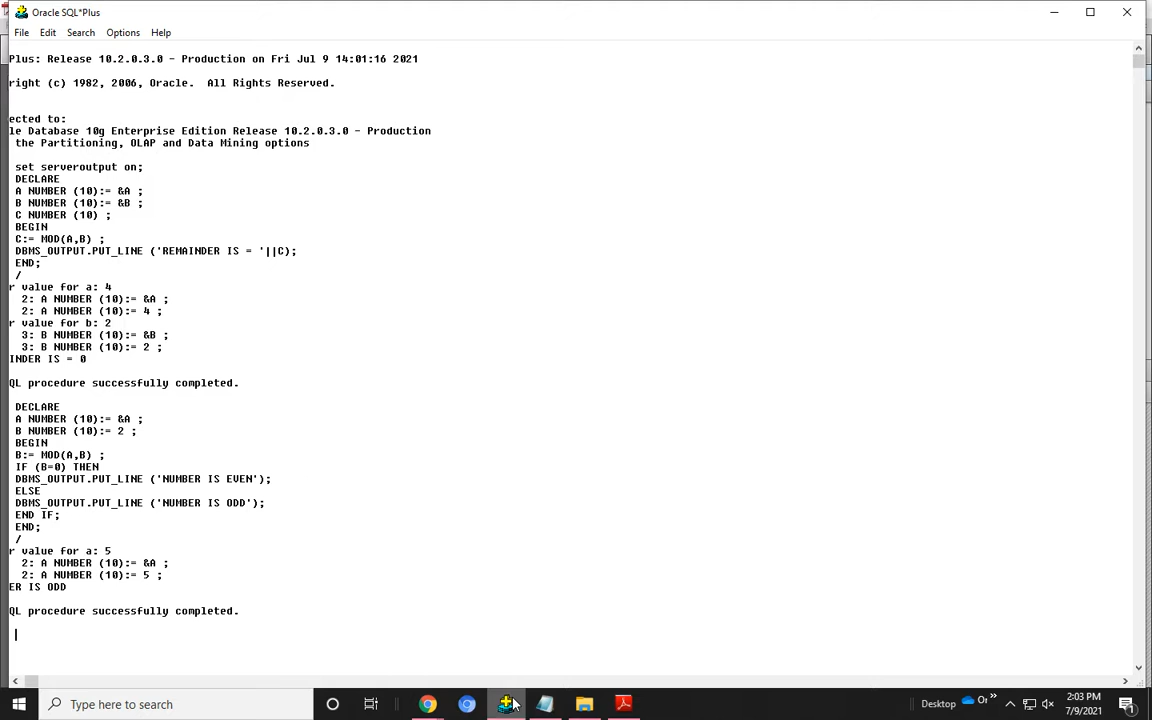 Oracle SQL*Plus
File Edit Search Options Help
Plus: Release 10.2.0.3.0 - Production on Fri Jul 9 14:01:16 2021
right (c) 1982, 2006, Oracle.  All Rights Reserved.
ected to:
le Database 10g Enterprise Edition Release 10.2.0.3.0 - Production
the Partitioning, OLAP and Data Mining options
set serveroutput on;
DECLARE
A NUMBER (10):= &A ;
B NUMBER (10):= &B ;
C NUMBER (10) ;
BEGIN
C:= MOD(A,B) ;
DBMS_OUTPUT.PUT_LINE ('REMAINDER IS = '||C);
END;
/
r value for a: 4
2: A NUMBER (10):= &A ;
2: A NUMBER (10):= 4 ;
r value for b: 2
3: B NUMBER (10):= &B ;
3: B NUMBER (10):= 2 ;
INDER IS = 0
QL procedure successfully completed.
DECLARE
A NUMBER (10):= &A ;
B NUMBER (10):= 2 ;
BEGIN
B:= MOD(A,B) ;
IF (B=0) THEN
DBMS_OUTPUT.PUT_LINE ('NUMBER IS EVEN');
ELSE
DBMS_OUTPUT.PUT_LINE ('NUMBER IS ODD');
END IF;
END;
/
r value for a: 5
2: A NUMBER (10):= &A ;
2: A NUMBER (10):= 5 ;
ER IS ODD
QL procedure successfully completed.
Type here to search
Desktop
Or
2:03 PM
7/9/2021
1